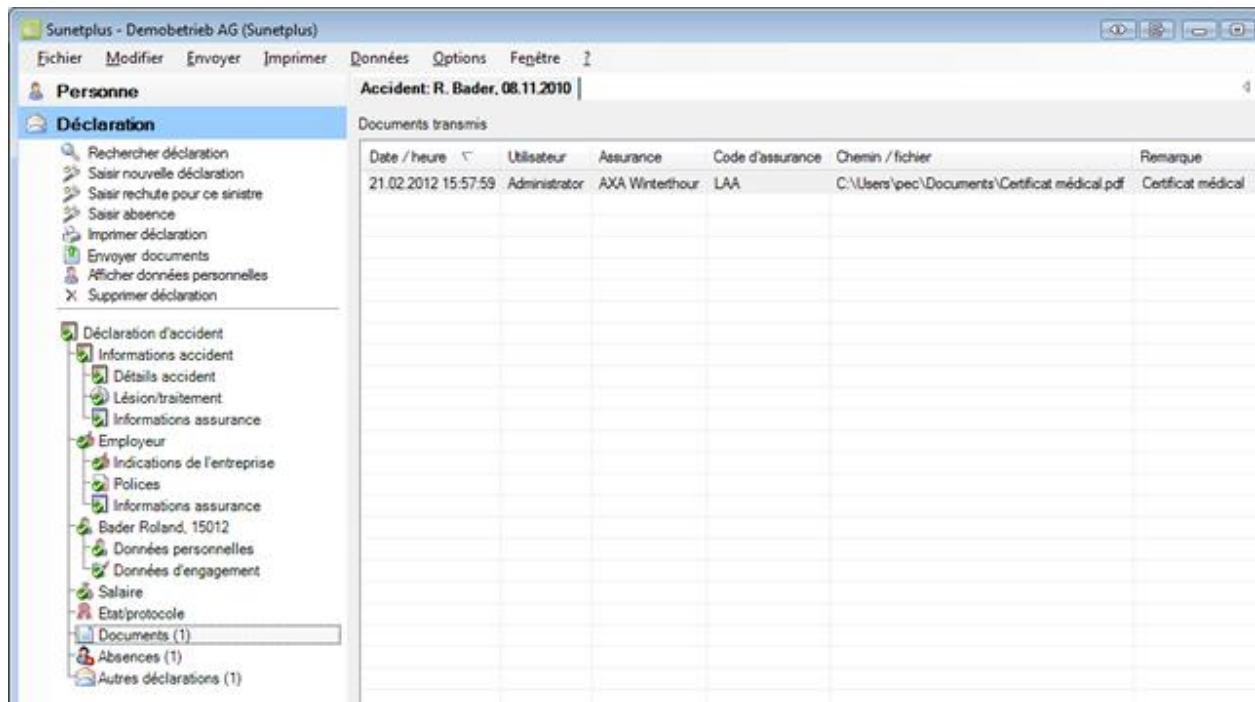 Sunetplus - Demobetrieb AG (Sunetplus)
Fichier Modifier Envoyer Imprimer Données Options Fenêtre ?
Personne
Déclaration
Rechercher déclaration
Saisir nouvelle déclaration
Saisir rechute pour ce sinistre
Saisir absence
Imprimer déclaration
Envoyer documents
Afficher données personnelles
Supprimer déclaration
Déclaration d'accident
Informations accident
Détails accident
Lésion/traitement
Informations assurance
Employeur
Indications de l'entreprise
Polices
Informations assurance
Bader Roland, 15012
Données personnelles
Données d'engagement
Salaire
Etat/protocole
Documents (1)
Absences (1)
Autres déclarations (1)
Accident: R. Bader, 08.11.2010
Documents transmis
Date / heure Utilisateur Assurance Code d'assurance Chemin / fichier Remarque
21.02.2012 15:57:59 Administrator AXA Winterthour LAA C:\Users\pec\Documents\Certificat médical.pdf Certificat médical